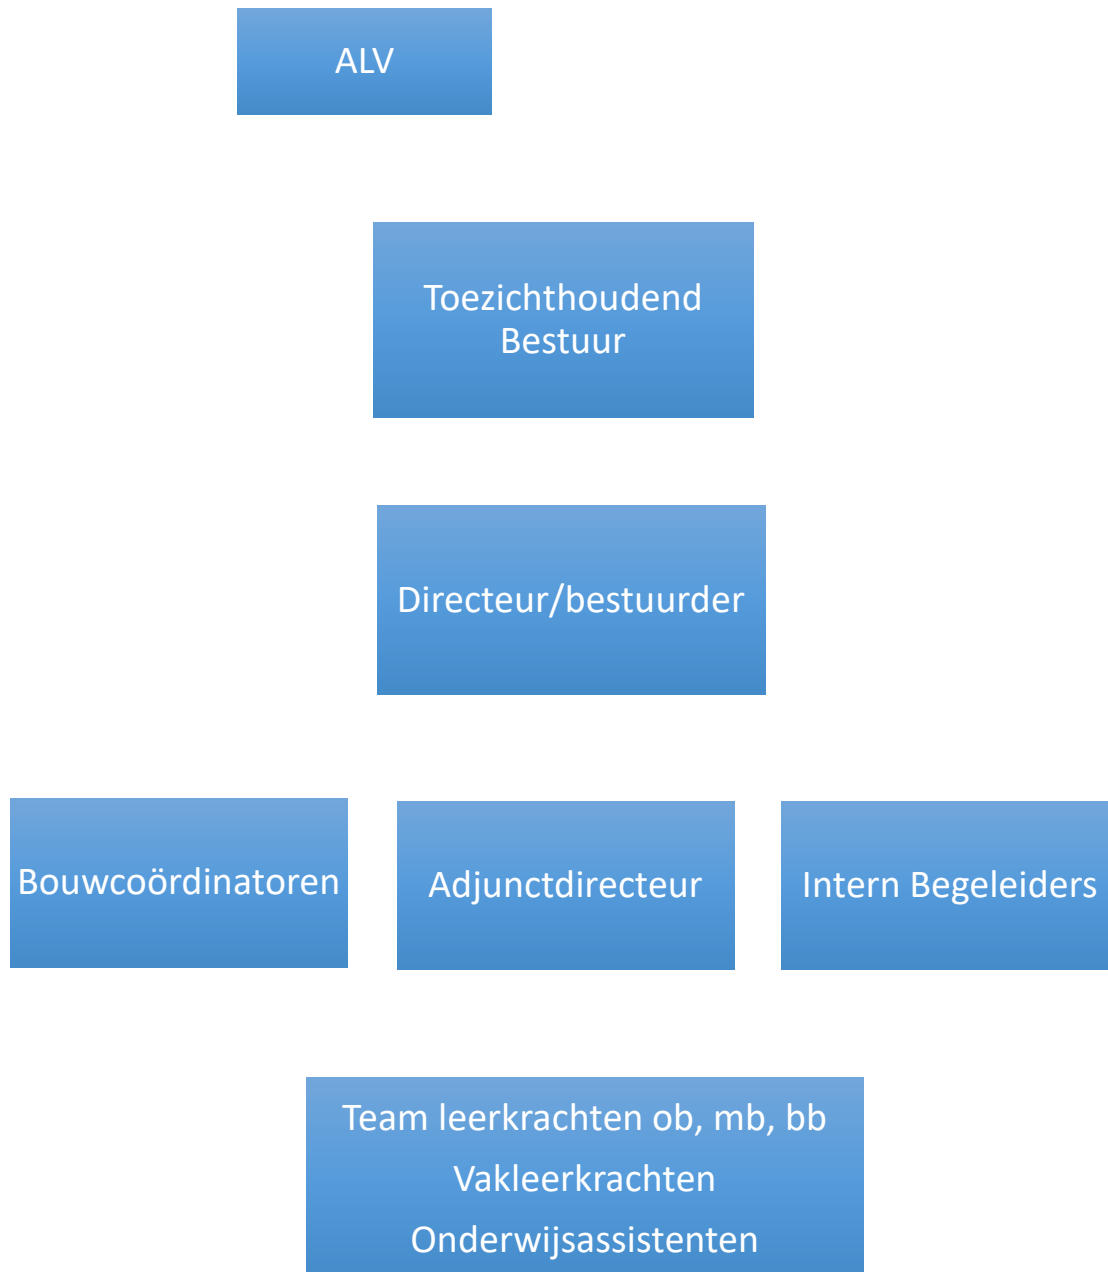 ALV
Toezichthoudend
Bestuur
Directeur/bestuurder
Bouwcoördinatoren
Adjunctdirecteur
Intern Begeleiders
Team leerkrachten ob, mb, bb
Vakleerkrachten
Onderwijsassistenten